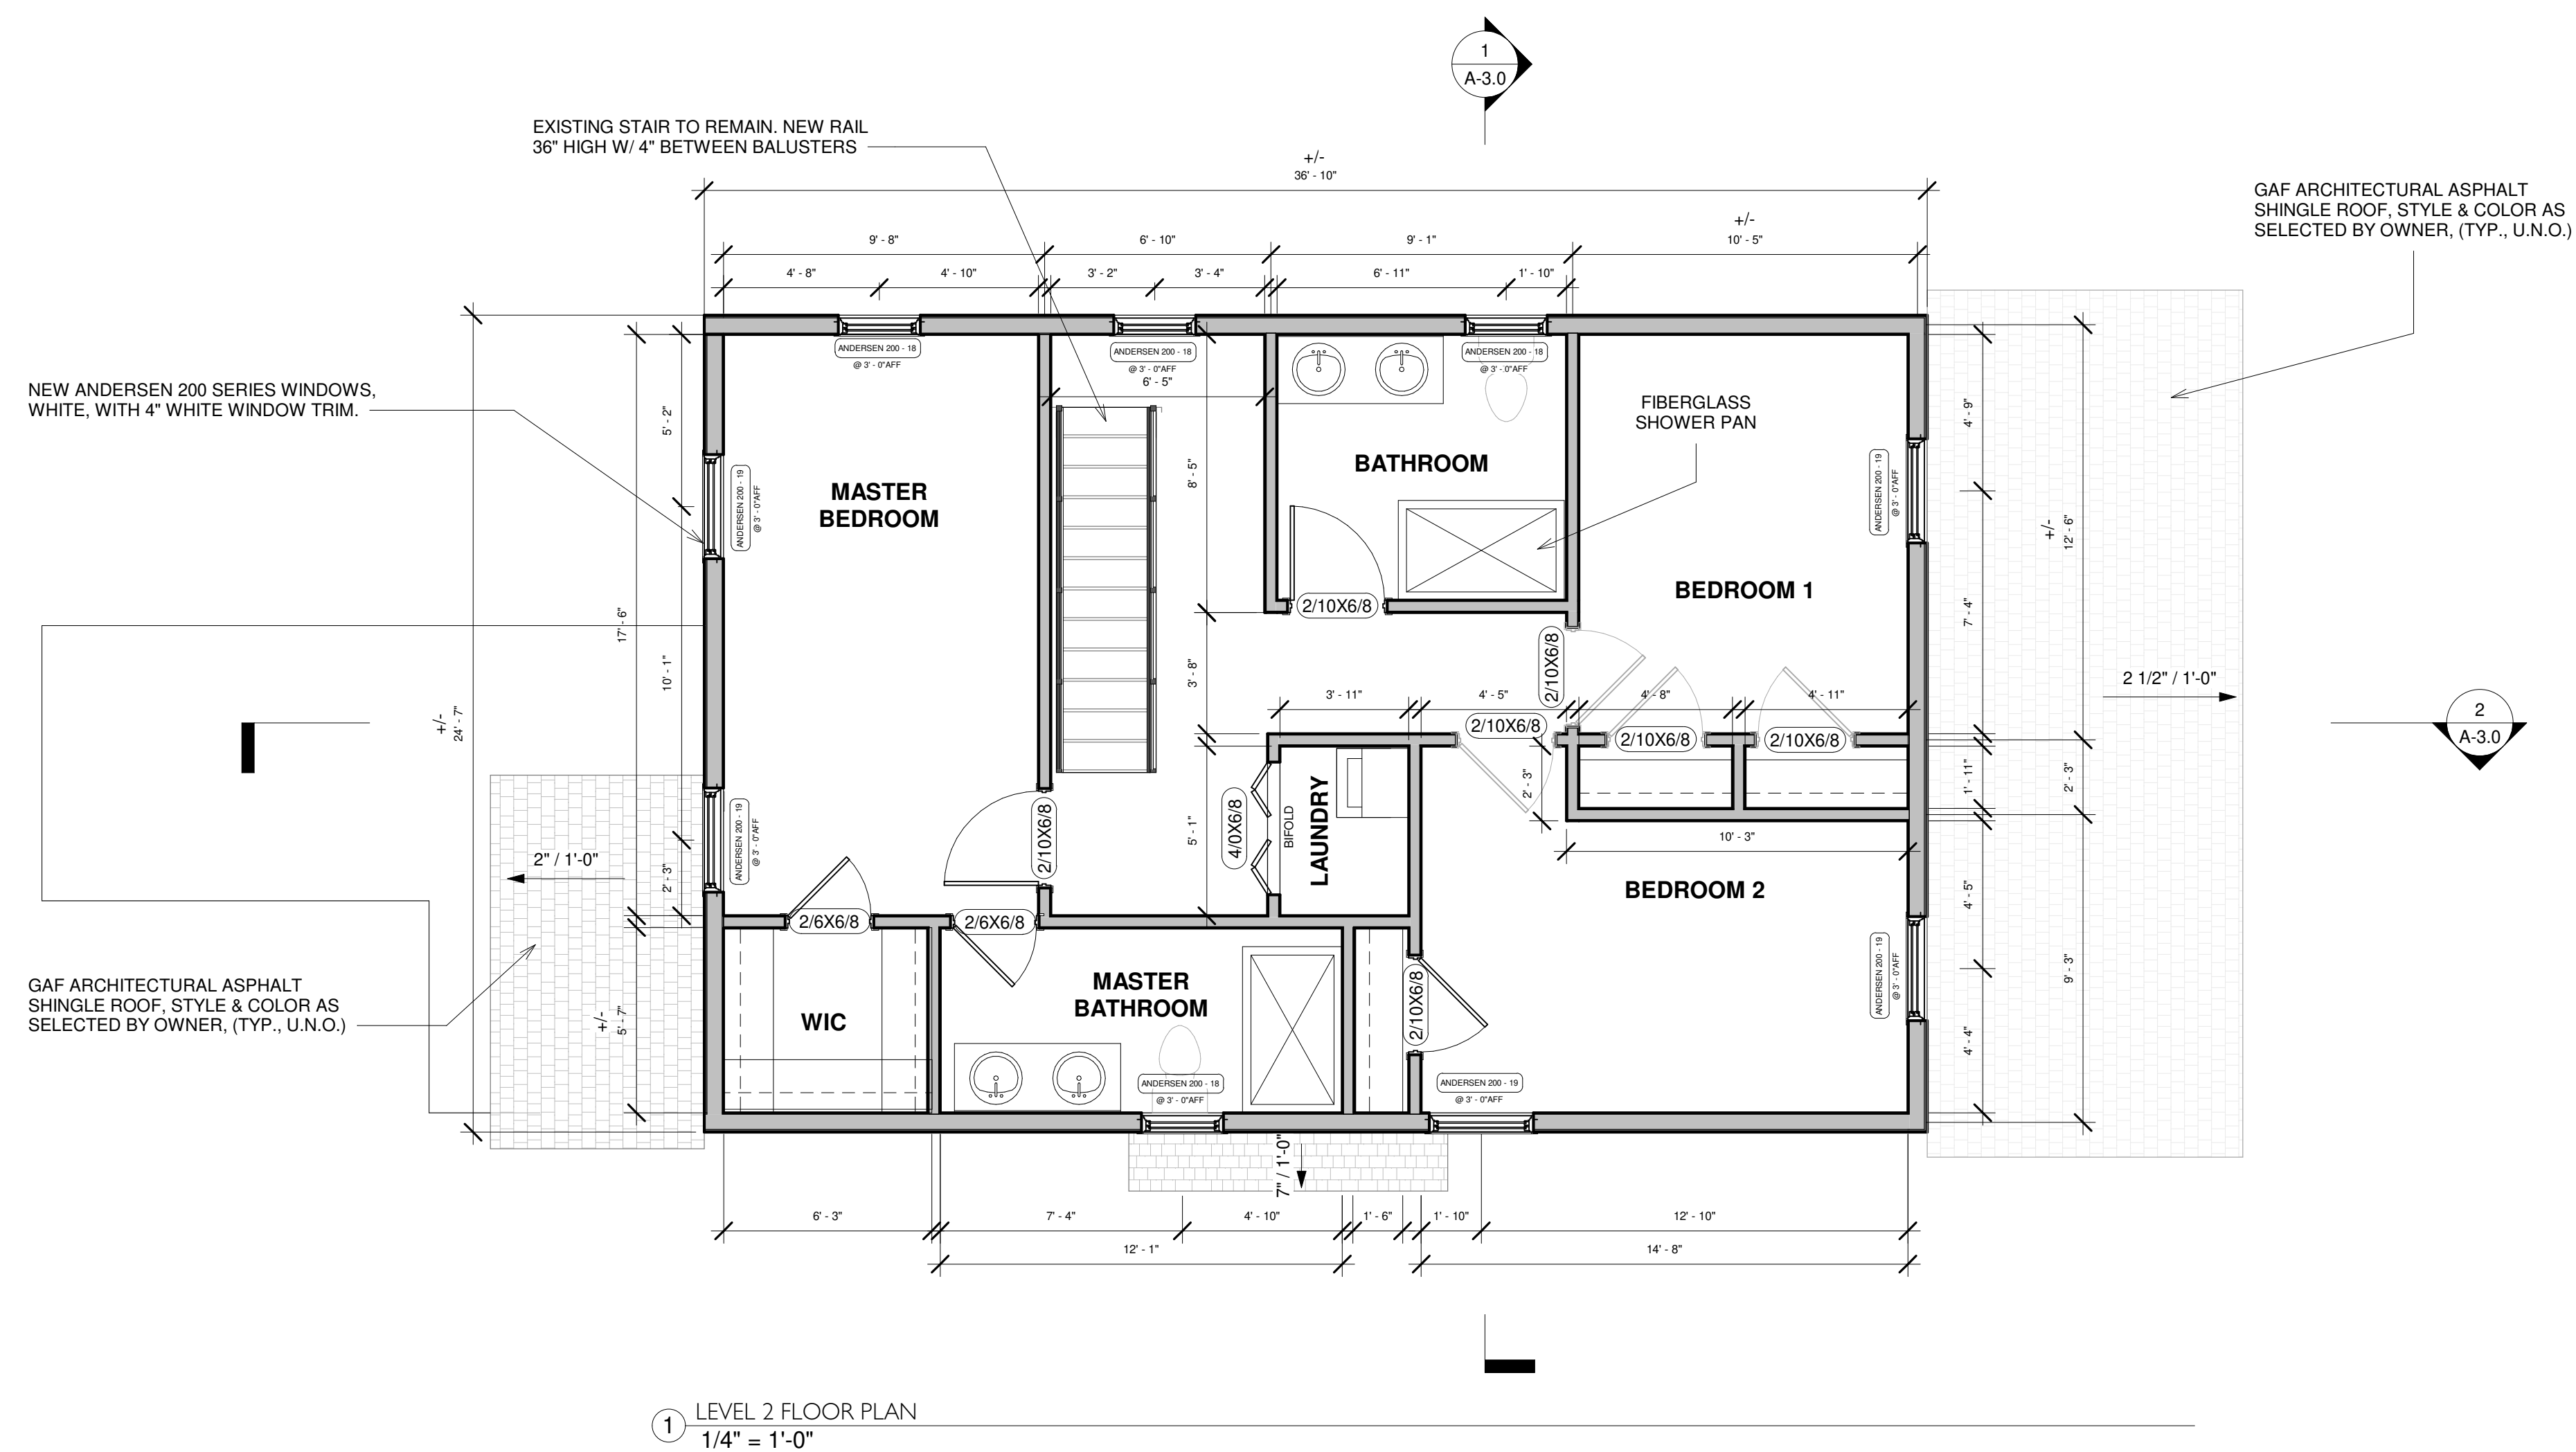 1
A-3.0
EXISTING STAIR TO REMAIN. NEW RAIL
36" HIGH W/ 4" BETWEEN BALUSTERS
+/-
36' - 10"
GAF ARCHITECTURAL ASPHALT
SHINGLE ROOF, STYLE & COLOR AS
SELECTED BY OWNER, (TYP., U.N.O.)
+/-
9' - 8"
6' - 10"
9' - 1"
10' - 5"
4' - 8"
4' - 10"
3' - 2"
3' - 4"
6' - 11"
1' - 10"
ANDERSEN 200 - 18
@ 3' - 0"AFF
ANDERSEN 200 - 18
@ 3' - 0"AFF
6' - 5"
ANDERSEN 200 - 18
@ 3' - 0"AFF
NEW ANDERSEN 200 SERIES WINDOWS,
WHITE, WITH 4" WHITE WINDOW TRIM.
5' - 2"
FIBERGLASS
SHOWER PAN
4' - 9"
BATHROOM
MASTER
BEDROOM
8' - 5"
ANDERSEN 200 - 19
@ 3' - 0"AFF
ANDERSEN 200 - 19
@ 3' - 0"AFF
+/-
12' - 6"
BEDROOM 1
2/10X6/8
17' - 6"
7' - 4"
10' - 1"
3' - 8"
2/10X6/8
2 1/2" / 1'-0"
+/-
24' - 7"
3' - 11"
4' - 5"
4' - 8"
4' - 11"
2/10X6/8
2/10X6/8
2/10X6/8
2
A-3.0
2' - 3"
1' - 11"
2' - 3"
ANDERSEN 200 - 19
@ 3' - 0"AFF
2/10X6/8
5' - 1"
4/0X6/8
BIFOLD
LAUNDRY
10' - 3"
2" / 1'-0"
2' - 3"
BEDROOM 2
4' - 5"
2/6X6/8
2/6X6/8
ANDERSEN 200 - 19
@ 3' - 0"AFF
9' - 3"
GAF ARCHITECTURAL ASPHALT
SHINGLE ROOF, STYLE & COLOR AS
SELECTED BY OWNER, (TYP., U.N.O.)
+/-
5' - 7"
WIC
MASTER
BATHROOM
2/10X6/8
4' - 4"
ANDERSEN 200 - 18
@ 3' - 0"AFF
ANDERSEN 200 - 19
@ 3' - 0"AFF
7" / 1'-0"
6' - 3"
7' - 4"
4' - 10"
1' - 6"
1' - 10"
12' - 10"
12' - 1"
14' - 8"
1
LEVEL 2 FLOOR PLAN
1/4" = 1'-0"